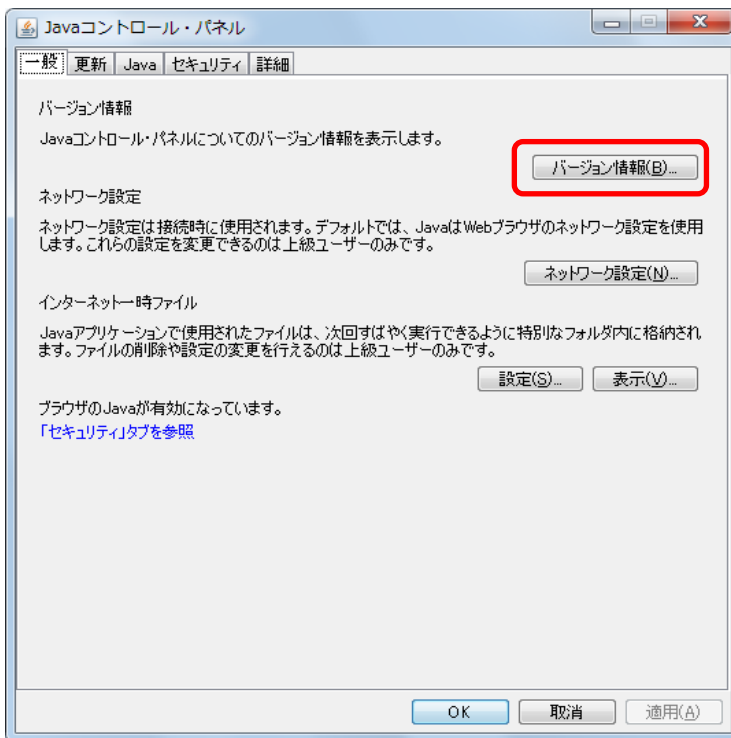 Javaコントロール・パネル
一般 更新 Java セキュリティ 詳細
バージョン情報
Javaコントロール・パネルについてのバージョン情報を表示します。
バージョン情報(B)...
ネットワーク設定
ネットワーク設定は接続時に使用されます。デフォルトでは、JavaはWebブラウザのネットワーク設定を使用
します。これらの設定を変更できるのは上級ユーザーのみです。
ネットワーク設定(N)...
インターネット一時ファイル
Javaアプリケーションで使用されたファイルは、次回すばやく実行できるように特別なフォルダ内に格納され
ます。ファイルの削除や設定の変更を行えるのは上級ユーザーのみです。
設定(S)... 表示(V)...
ブラウザのJavaが有効になっています。
「セキュリティ」タブを参照
OK 取消 適用(A)